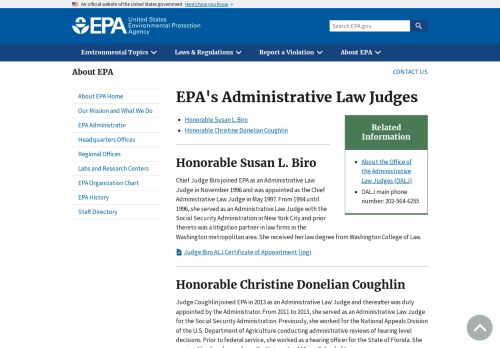 An official website of the United States government Here's how you know
EPA United States
Environmental Protection
Agency
Search EPA.gov
Environmental Topics Laws & Regulations Report a Violation About EPA
About EPA
CONTACT US
About EPA Home
Our Mission and What We Do
EPA Administrator
Headquarters Offices
Regional Offices
Labs and Research Centers
EPA Organization Chart
EPA History
Staff Directory
EPA's Administrative Law Judges
Honorable Susan L. Biro
Honorable Christine Donelian Coughlin
Related
Information
About the Office of
the Administrative
Law Judges (OALJ)
OALJ main phone
number: 202-564-6255
Honorable Susan L. Biro
Chief Judge Biro joined EPA as an Administrative Law
Judge in November 1996 and was appointed as the Chief
Administrative Law Judge in May 1997. From 1994 until
1996, she served as an Administrative Law Judge with the
Social Security Administration in New York City and prior
thereto was a litigation partner in law firms in the
Washington metropolitan area. She received her law degree from Washington College of Law.
Judge Biro ALJ Certificate of Appointment (jpg)
Honorable Christine Donelian Coughlin
Judge Coughlin joined EPA in 2013 as an Administrative Law Judge and thereafter was duly
appointed by the Administrator. From 2011 to 2013, she served as an Administrative Law Judge
for the Social Security Administration. Previously, she worked for the National Appeals Division
of the U.S. Department of Agriculture conducting administrative reviews of hearing level
decisions. Prior to federal service, she worked as a hearing officer for the State of Florida. She